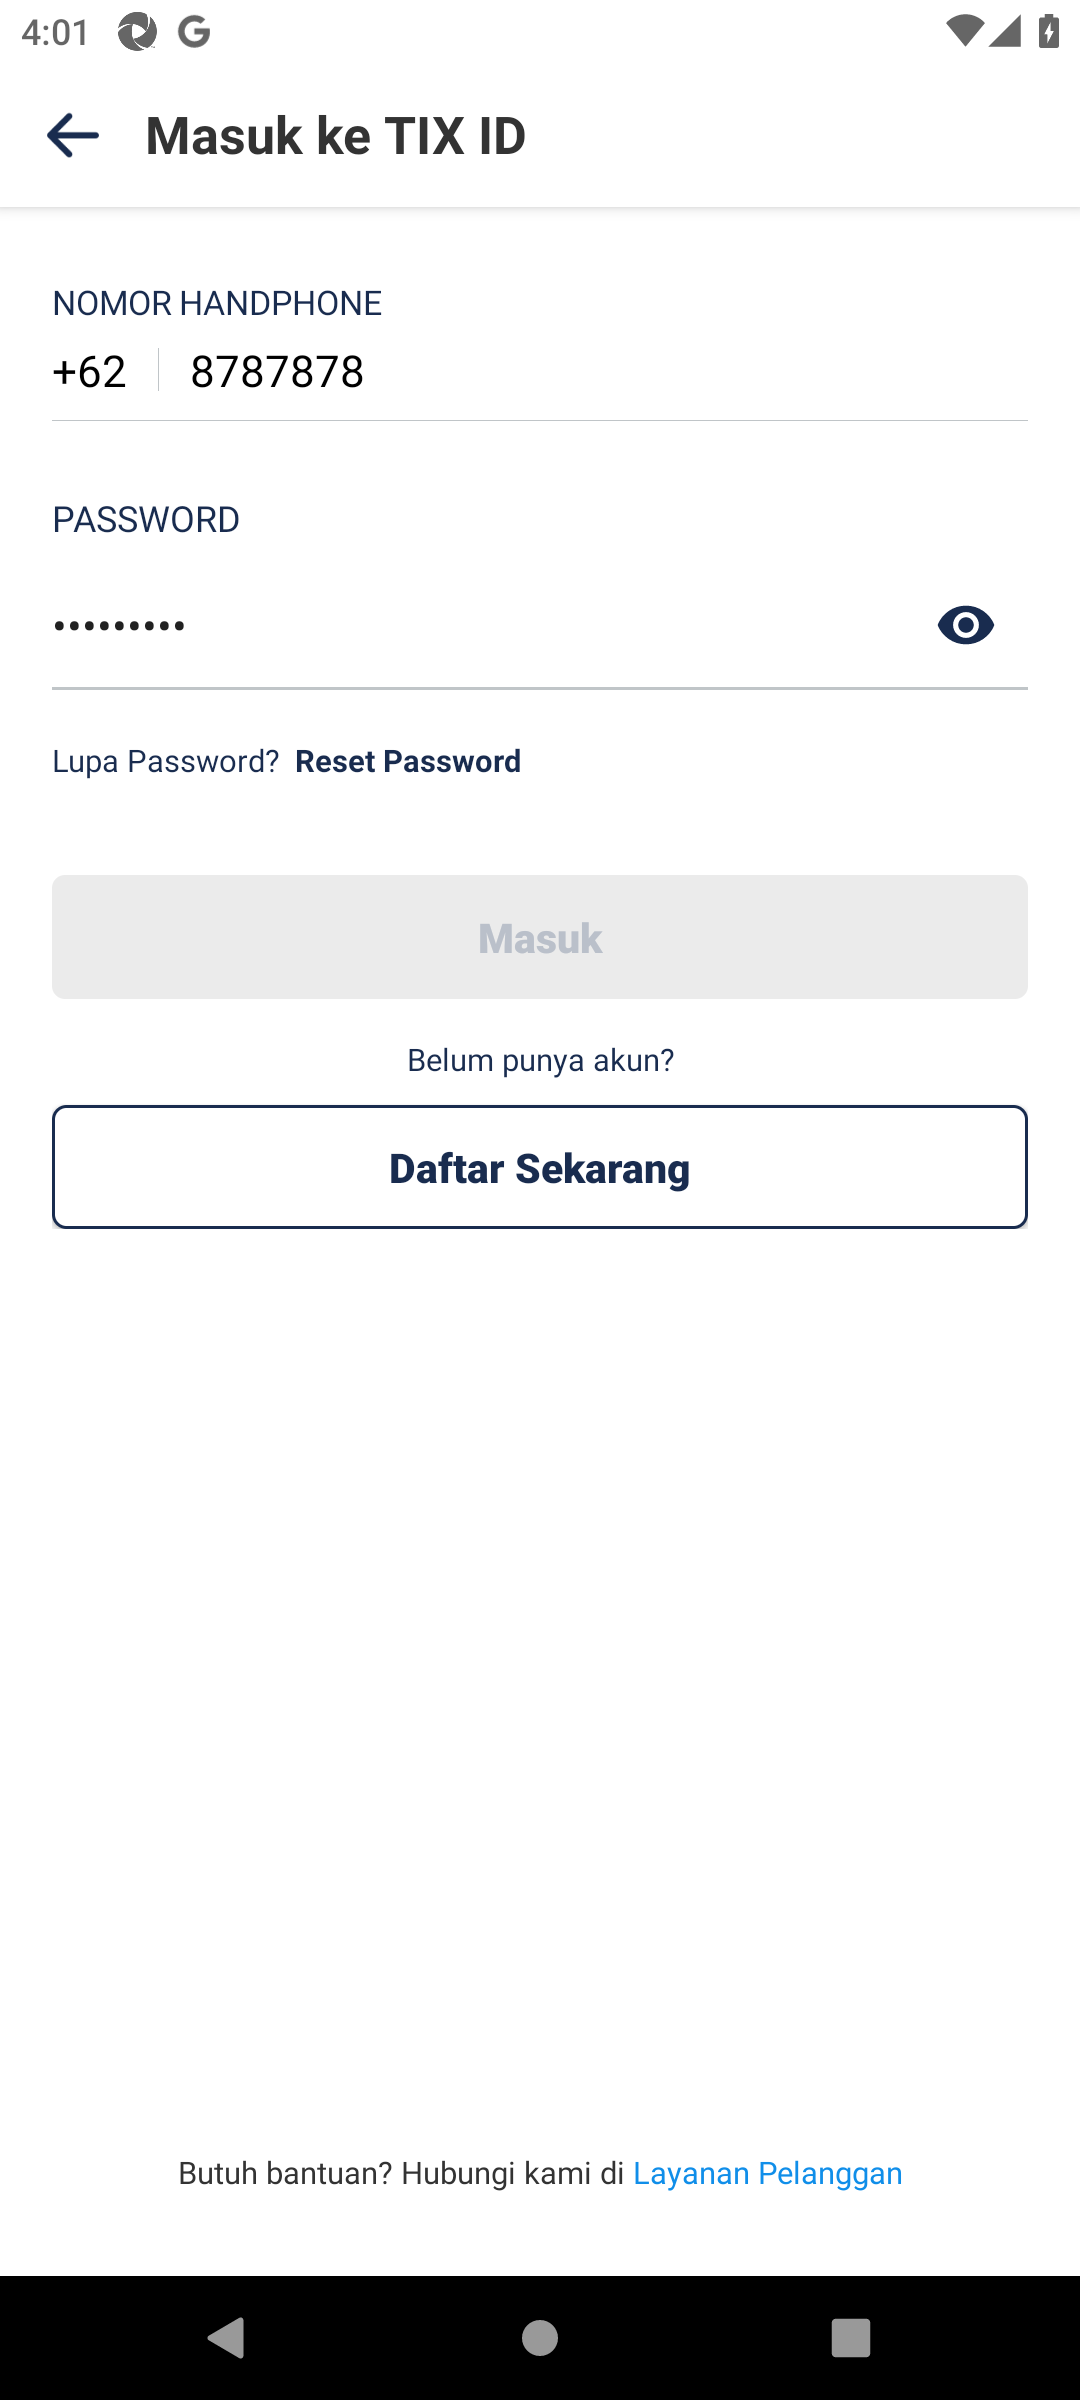 4:01
Masuk ke TIX ID
NOMOR HANDPHONE
+62 8787878
PASSWORD
•••••••••
Lupa Password? Reset Password
Masuk
Belum punya akun?
Daftar Sekarang
Butuh bantuan? Hubungi kami di Layanan Pelanggan